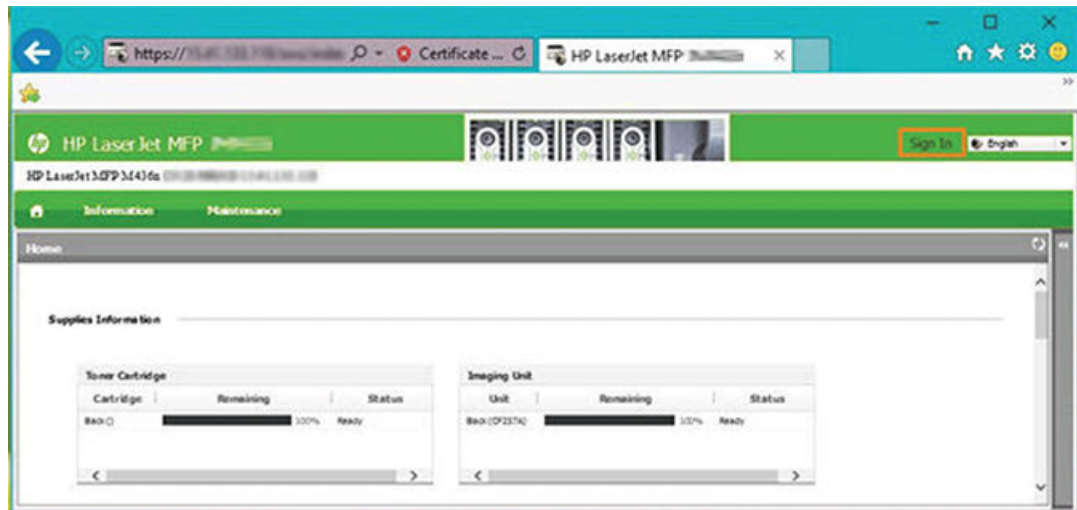 https://
Certificate ...
HP LaserJet MFP
hp HP LaserJet MFP
Sign In
English
HP LaserJet MFP M436n
Information Maintenance
Home
Supplies Information
Toner Cartridge
Cartridge Remaining Status
Black() 100% Ready
Imaging Unit
Unit Remaining Status
Black (CF257A) 100% Ready